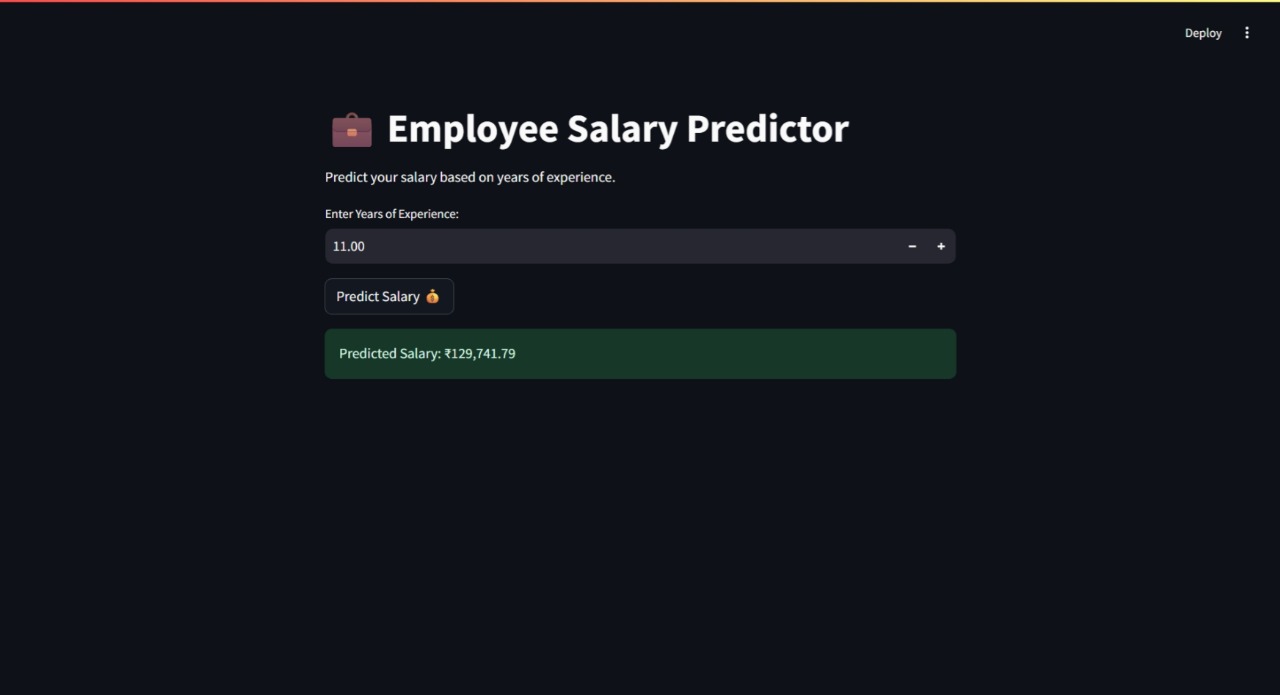 Deploy
Employee Salary Predictor
Predict your salary based on years of experience.
Enter Years of Experience:
11.00
Predict Salary 💰
Predicted Salary: ₹129,741.79